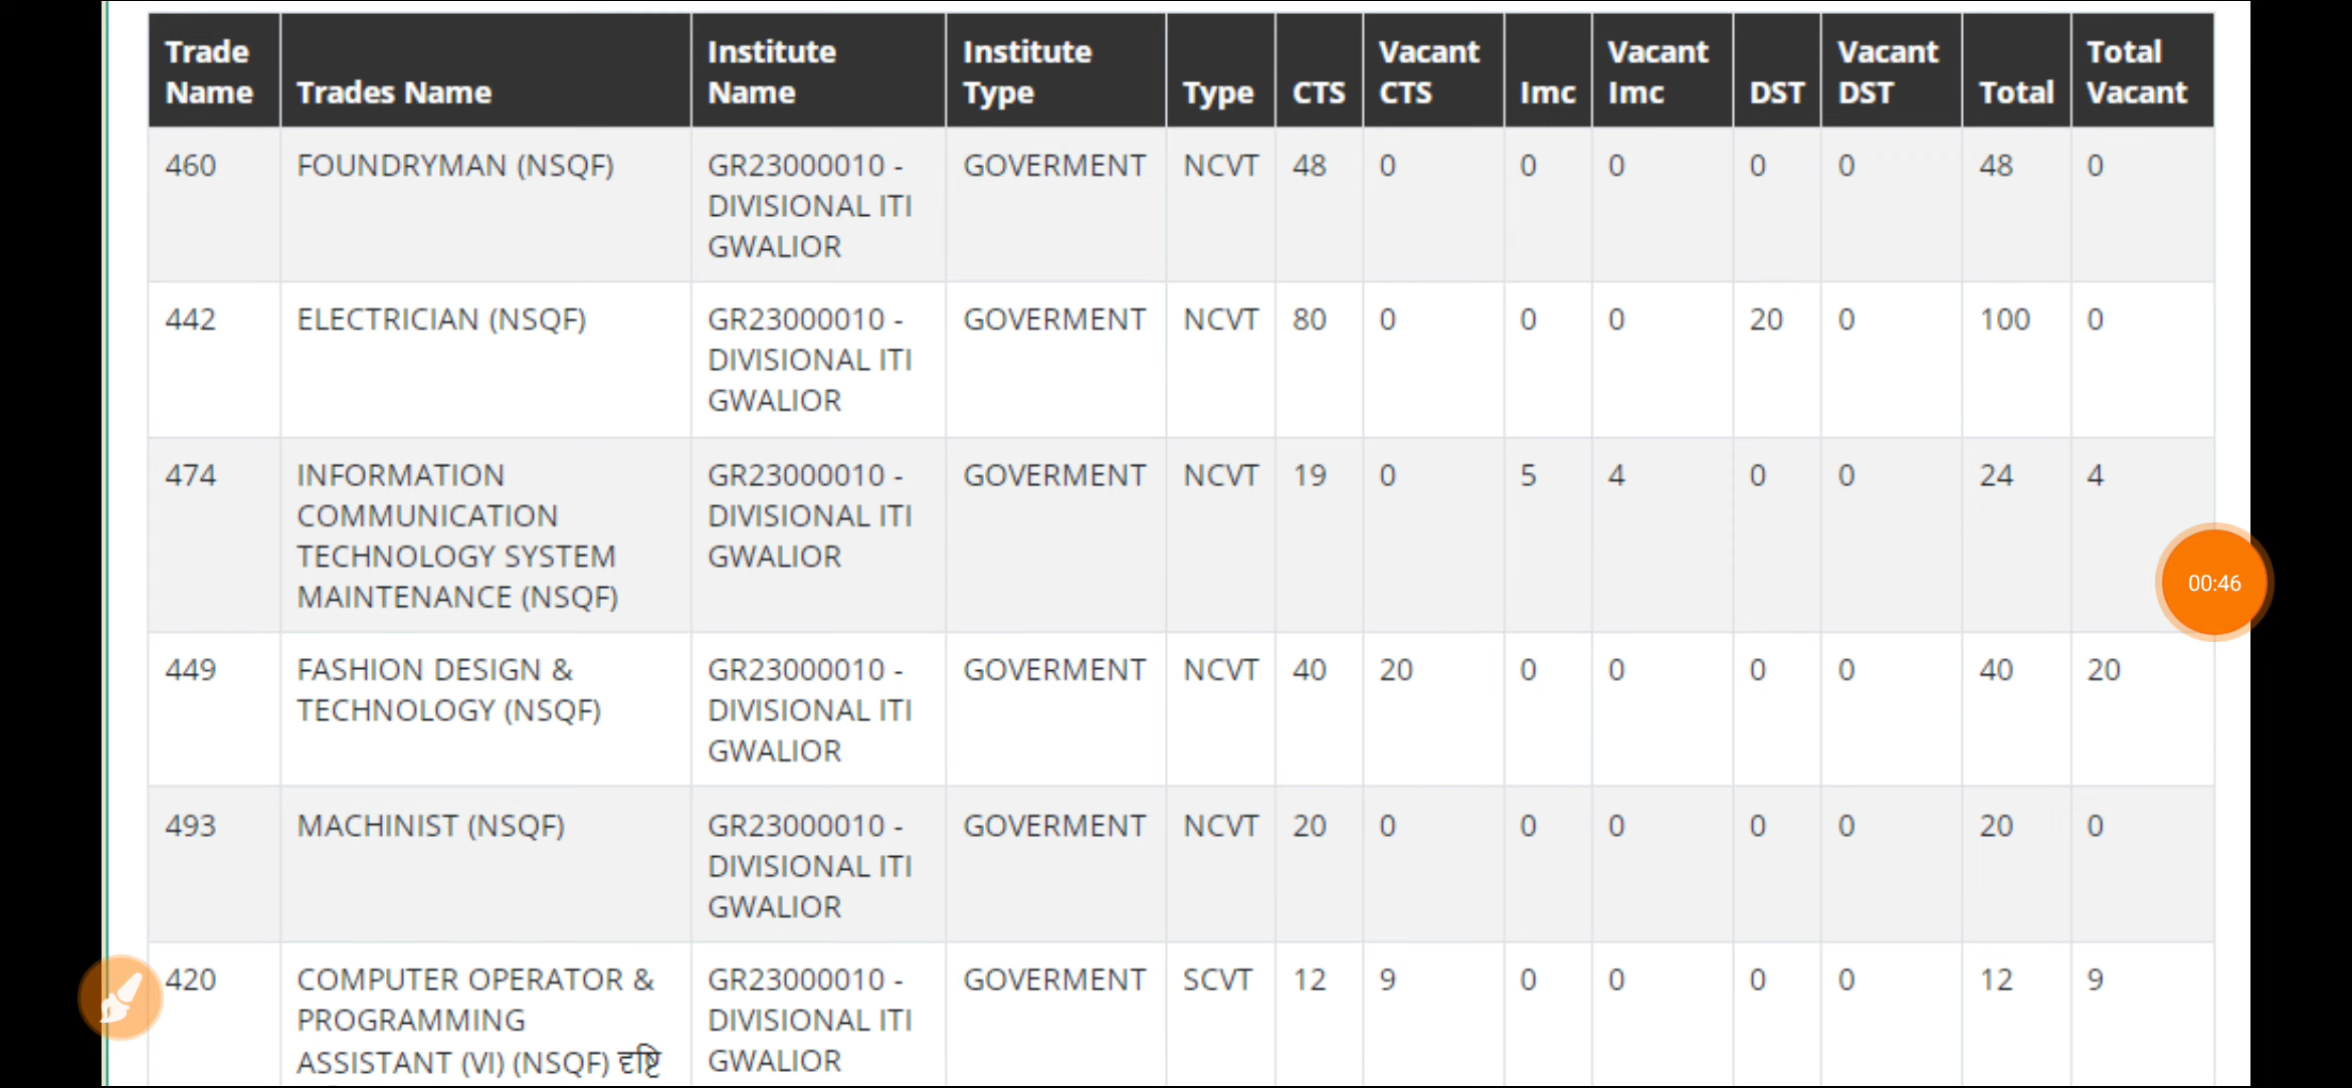 Trade Name Trades Name Institute Name Institute Type Type CTS Vacant CTS Imc Vacant Imc DST Vacant DST Total Total Vacant
460 FOUNDRYMAN (NSQF) GR23000010 - GOVERMENT NCVT 48 0 0 0 0 0 48 0
DIVISIONAL ITI
GWALIOR
442 ELECTRICIAN (NSQF) GR23000010 - GOVERMENT NCVT 80 0 0 0 20 0 100 0
DIVISIONAL ITI
GWALIOR
474 INFORMATION GR23000010 - GOVERMENT NCVT 19 0 5 4 0 0 24 4
COMMUNICATION DIVISIONAL ITI
TECHNOLOGY SYSTEM GWALIOR
MAINTENANCE (NSQF)
00:46
449 FASHION DESIGN & GR23000010 - GOVERMENT NCVT 40 20 0 0 0 0 40 20
TECHNOLOGY (NSQF) DIVISIONAL ITI
GWALIOR
493 MACHINIST (NSQF) GR23000010 - GOVERMENT NCVT 20 0 0 0 0 0 20 0
DIVISIONAL ITI
GWALIOR
420 COMPUTER OPERATOR & GR23000010 - GOVERMENT SCVT 12 9 0 0 0 0 12 9
PROGRAMMING DIVISIONAL ITI
ASSISTANT (VI) (NSQF) दृष्टि GWALIOR